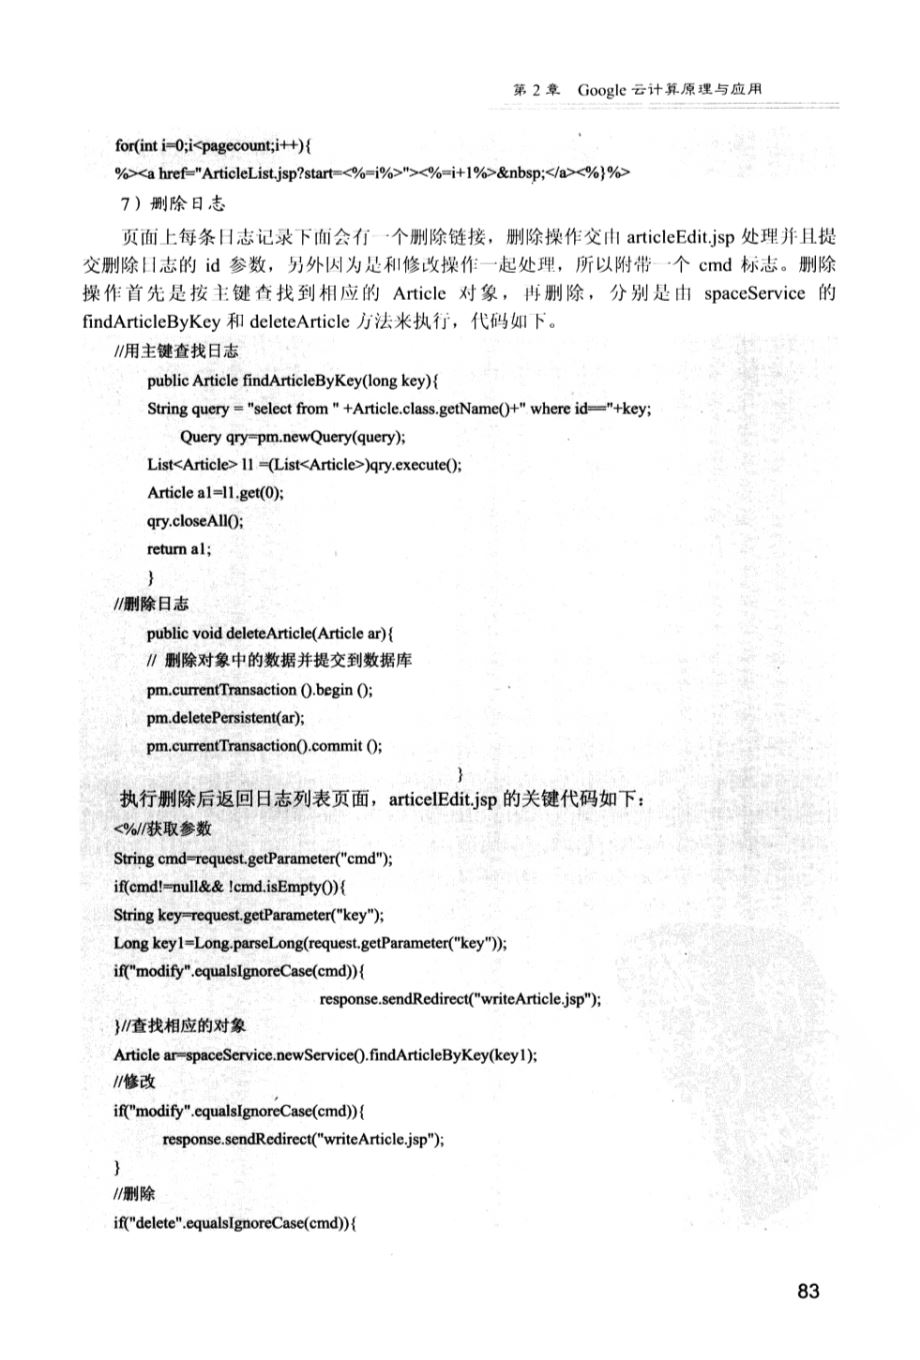 第 2 章 Google 云计算原理与应用
for(int i=0;i<pagecount;i++){
%><a href="ArticleList.jsp?start=<%=i%>"><%=i+1%>&nbsp;</a><%}%>
7）删除日志
页面上每条日志记录下面会有一个删除链接，删除操作交由 articleEdit.jsp 处理并且提
交删除日志的 id 参数，另外因为是和修改操作一起处理，所以附带一个 cmd 标志。删除
操作首先是按主键查找到相应的 Article 对象，再删除，分别是由 spaceService 的
findArticleByKey 和 deleteArticle 方法来执行，代码如下。
//用主键查找日志
public Article findArticleByKey(long key){
String query = "select from " +Article.class.getName()+" where id=="+key;
Query qry=pm.newQuery(query);
List<Article> l1 =(List<Article>)qry.execute();
Article a1=l1.get(0);
qry.closeAll();
return a1;
}
//删除日志
public void deleteArticle(Article ar){
// 删除对象中的数据并提交到数据库
pm.currentTransaction ().begin ();
pm.deletePersistent(ar);
pm.currentTransaction().commit ();
}
执行删除后返回日志列表页面，articelEdit.jsp 的关键代码如下：
<%//获取参数
String cmd=request.getParameter("cmd");
if(cmd!=null&& !cmd.isEmpty()){
String key=request.getParameter("key");
Long key1=Long.parseLong(request.getParameter("key"));
if("modify".equalsIgnoreCase(cmd)){
response.sendRedirect("writeArticle.jsp");
}//查找相应的对象
Article ar=spaceService.newService().findArticleByKey(key1);
//修改
if("modify".equalsIgnoreCase(cmd)){
response.sendRedirect("writeArticle.jsp");
}
//删除
if("delete".equalsIgnoreCase(cmd)){
83